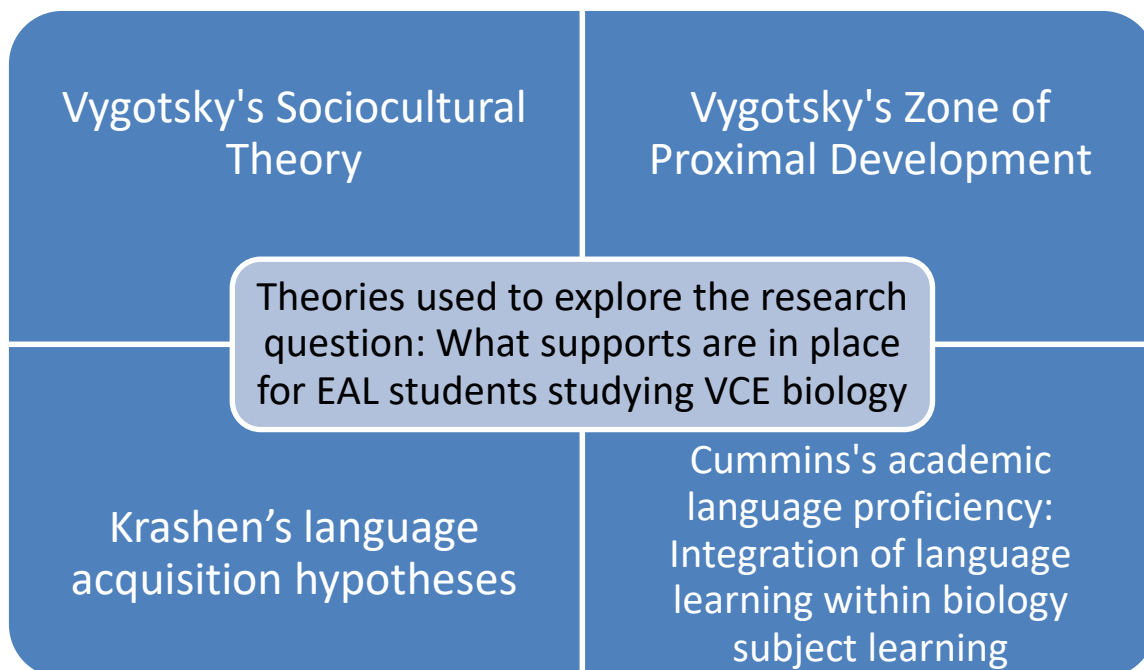 Vygotsky's Sociocultural
Theory
Vygotsky's Zone of
Proximal Development
Theories used to explore the research
question: What supports are in place
for EAL students studying VCE biology
Krashen’s language
acquisition hypotheses
Cummins's academic
language proficiency:
Integration of language
learning within biology
subject learning